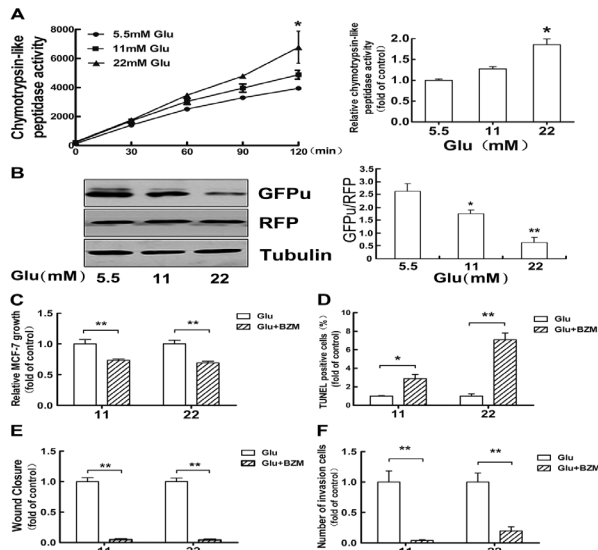 A
Chymotrypsin-like
peptidase activity
8000
6000
4000
2000
0
5.5mM Glu
11mM Glu
22mM Glu
*
0 30 60 90 120 (min)
Relative chymotrypsin-like
peptidase activity
(fold of control)
2.0
1.5
1.0
0.5
0.0
*
5.5 11 22
Glu (mM)
B
GFPu
RFP
Tubulin
Glu(mM) 5.5 11 22
GFPu/RFP
3.5
3.0
2.5
2.0
1.5
1.0
0.5
0
*
**
5.5 11 22
Glu(mM)
C
Relative MCF-7 growth
(fold of control)
1.5
1.0
0.5
0.0
** **
Glu
Glu+BZM
11 22
D
TUNEL positive cells (%)
(fold of control)
10
8
6
4
2
0
* **
Glu
Glu+BZM
11 22
E
Wound Closure
(fold of control)
1.5
1.0
0.5
0.0
** **
Glu
Glu+BZM
11 22
F
Number of invasion cells
(fold of control)
1.5
1.0
0.5
0.0
** **
Glu
Glu+BZM
11 22